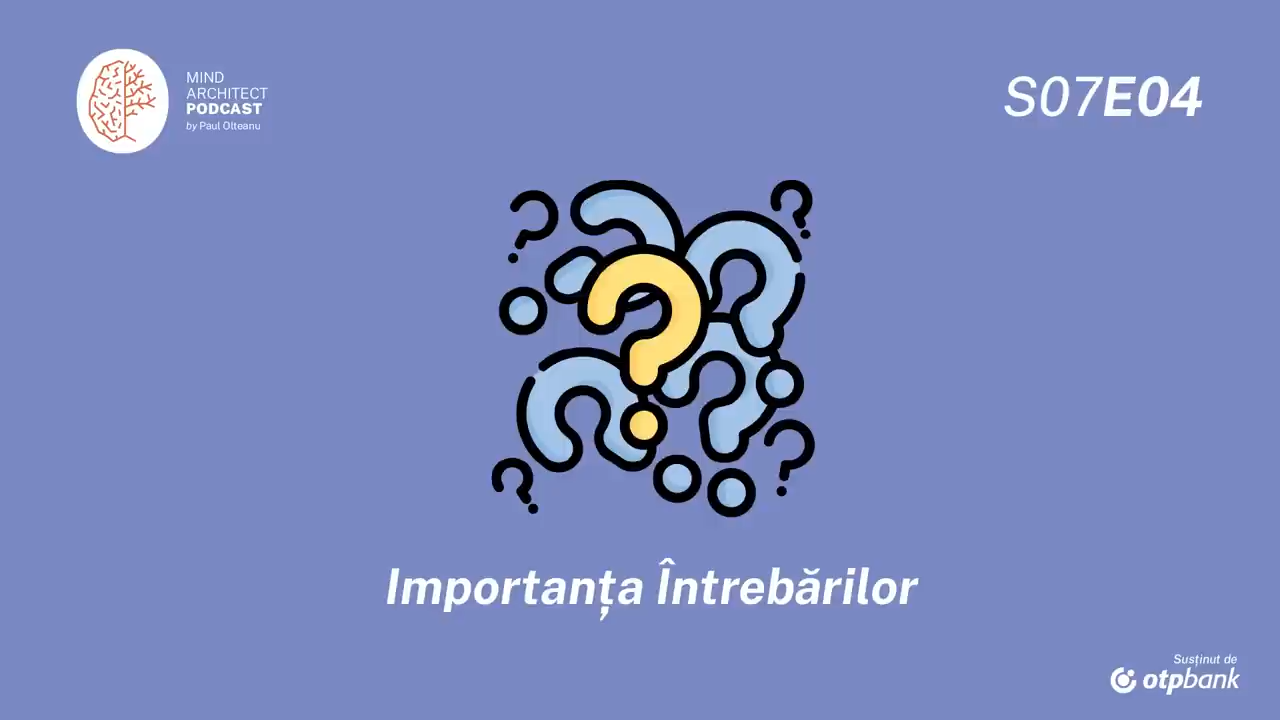 MIND
ARCHITECT
PODCAST
by Paul Olteanu
S07E04
Importanța Întrebărilor
Susținut de
otpbank